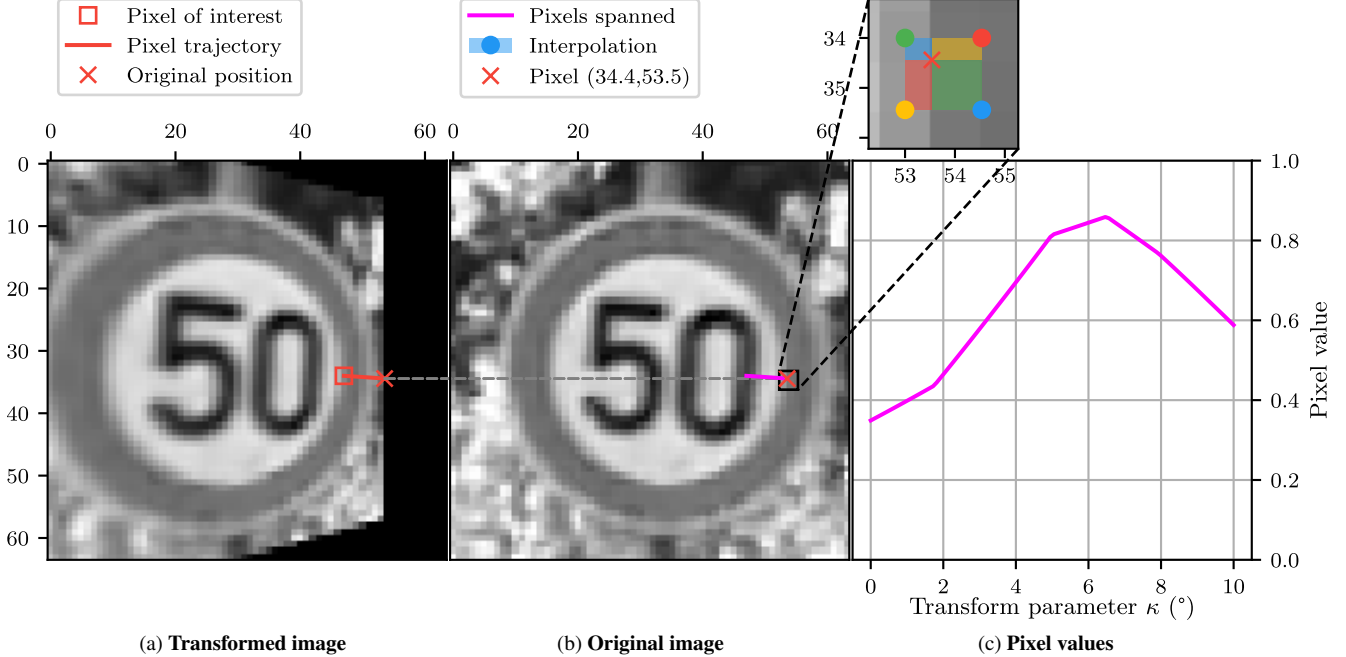 Pixel of interest
Pixel trajectory
Original position
Pixels spanned
Interpolation
Pixel (34.4,53.5)
34
35
53 54 55
0 20 40 60
0 20 40 60
0
10
20
30
40
50
60
50
50
1.0
0.8
0.6
0.4
0.2
0.0
Pixel value
0 2 4 6 8 10
Transform parameter κ (°)
(a) Transformed image
(b) Original image
(c) Pixel values